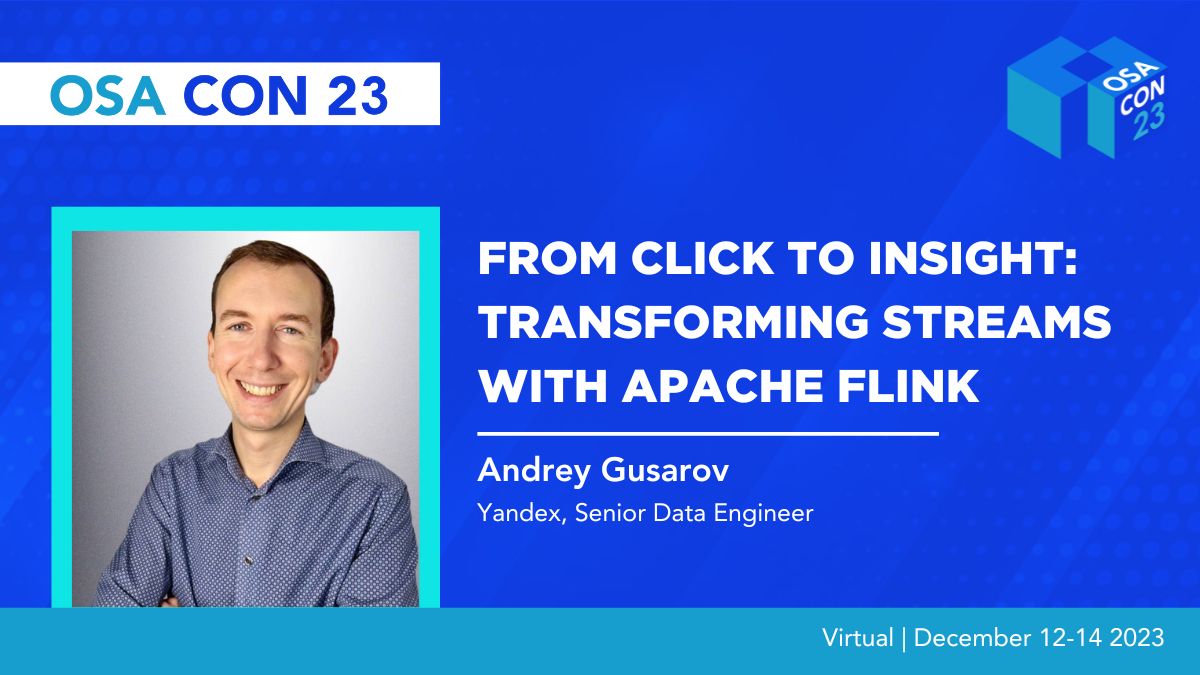 OSA CON 23
OSA
CON
23
FROM CLICK TO INSIGHT:
TRANSFORMING STREAMS
WITH APACHE FLINK
Andrey Gusarov
Yandex, Senior Data Engineer
Virtual | December 12-14 2023